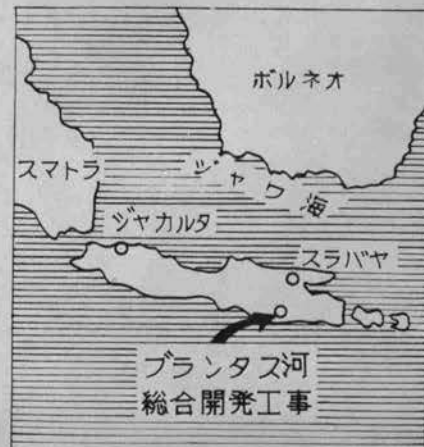 ボルネオ
スマトラ
ジャワ海
ジャカルタ
スラバヤ
ブランタス河
総合開発工事